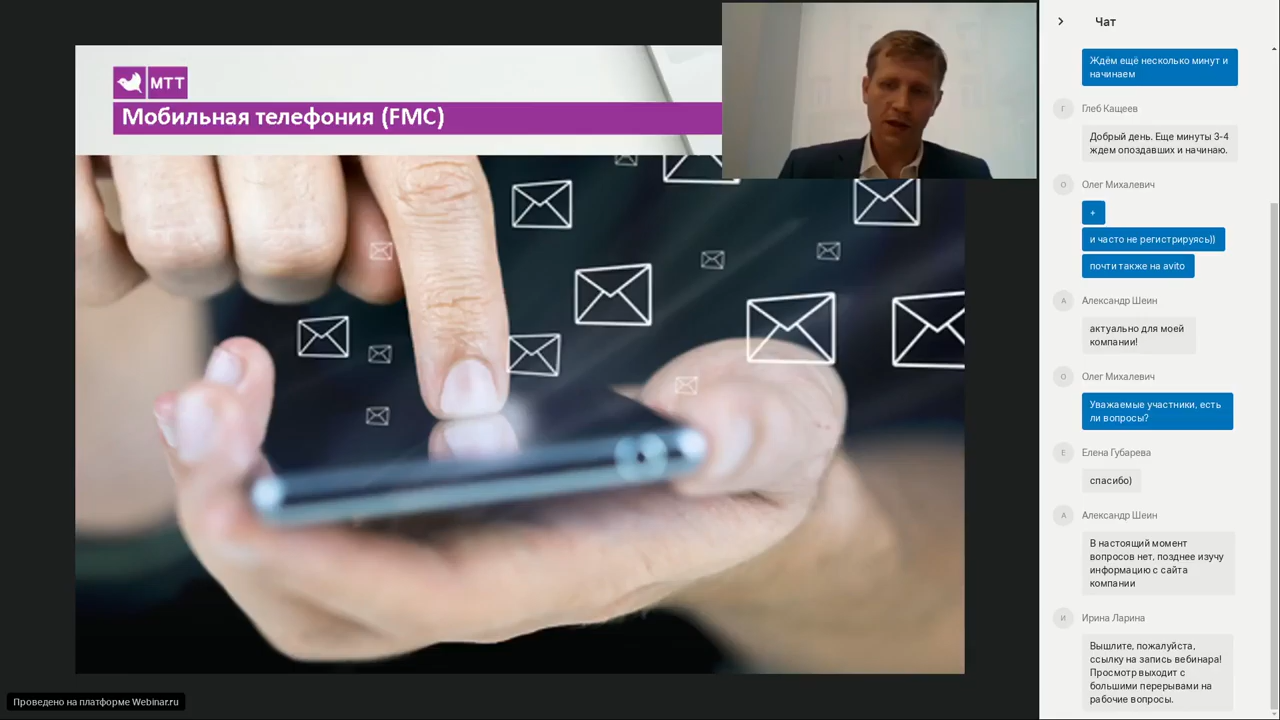 МТТ
Мобильная телефония (FMC)
Проведено на платформе Webinar.ru
Чат
Ждём ещё несколько минут и
начинаем
Г
Глеб Кащеев
Добрый день. Еще минуты 3-4
ждем опоздавших и начинаю.
О
Олег Михалевич
+
и часто не регистрируясь))
почти также на avito
А
Александр Шеин
актуально для моей
компании!
О
Олег Михалевич
Уважаемые участники, есть
ли вопросы?
Е
Елена Губарева
спасибо)
А
Александр Шеин
В настоящий момент
вопросов нет, позднее изучу
информацию с сайта
компании
И
Ирина Ларина
Вышлите, пожалуйста,
ссылку на запись вебинара!
Просмотр выходит с
большими перерывами на
рабочие вопросы.